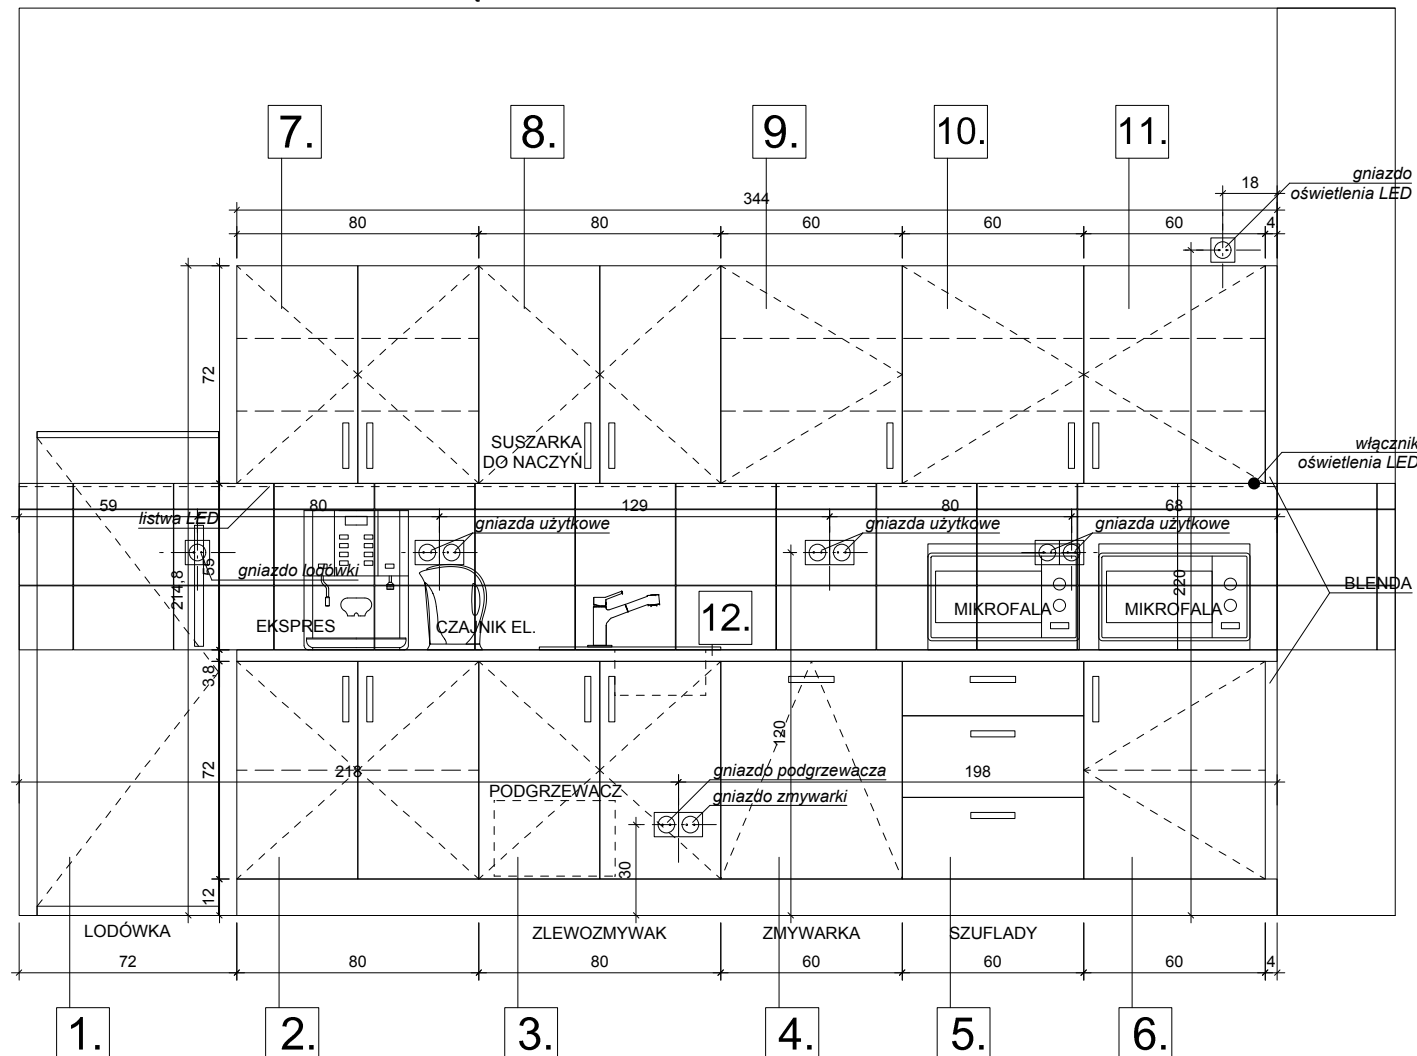 7.
8.
9.
10.
11.
gniazdo
oświetlenia LED
18
344
80
80
60
60
60
4
72
SUSZARKA
DO NACZYŃ
włącznik
oświetlenia LED
59
80
129
80
68
listwa LED
gniazda użytkowe
gniazda użytkowe
gniazda użytkowe
gniazdo lodówki
55
214,8
220
BLENDA
EKSPRES
CZAJNIK EL.
12.
MIKROFALA
MIKROFALA
3,8
120
72
218
198
gniazdo podgrzewacza
PODGRZEWACZ
gniazdo zmywarki
30
12
LODÓWKA
ZLEWOZMYWAK
ZMYWARKA
SZUFLADY
72
80
80
60
60
60
4
1.
2.
3.
4.
5.
6.